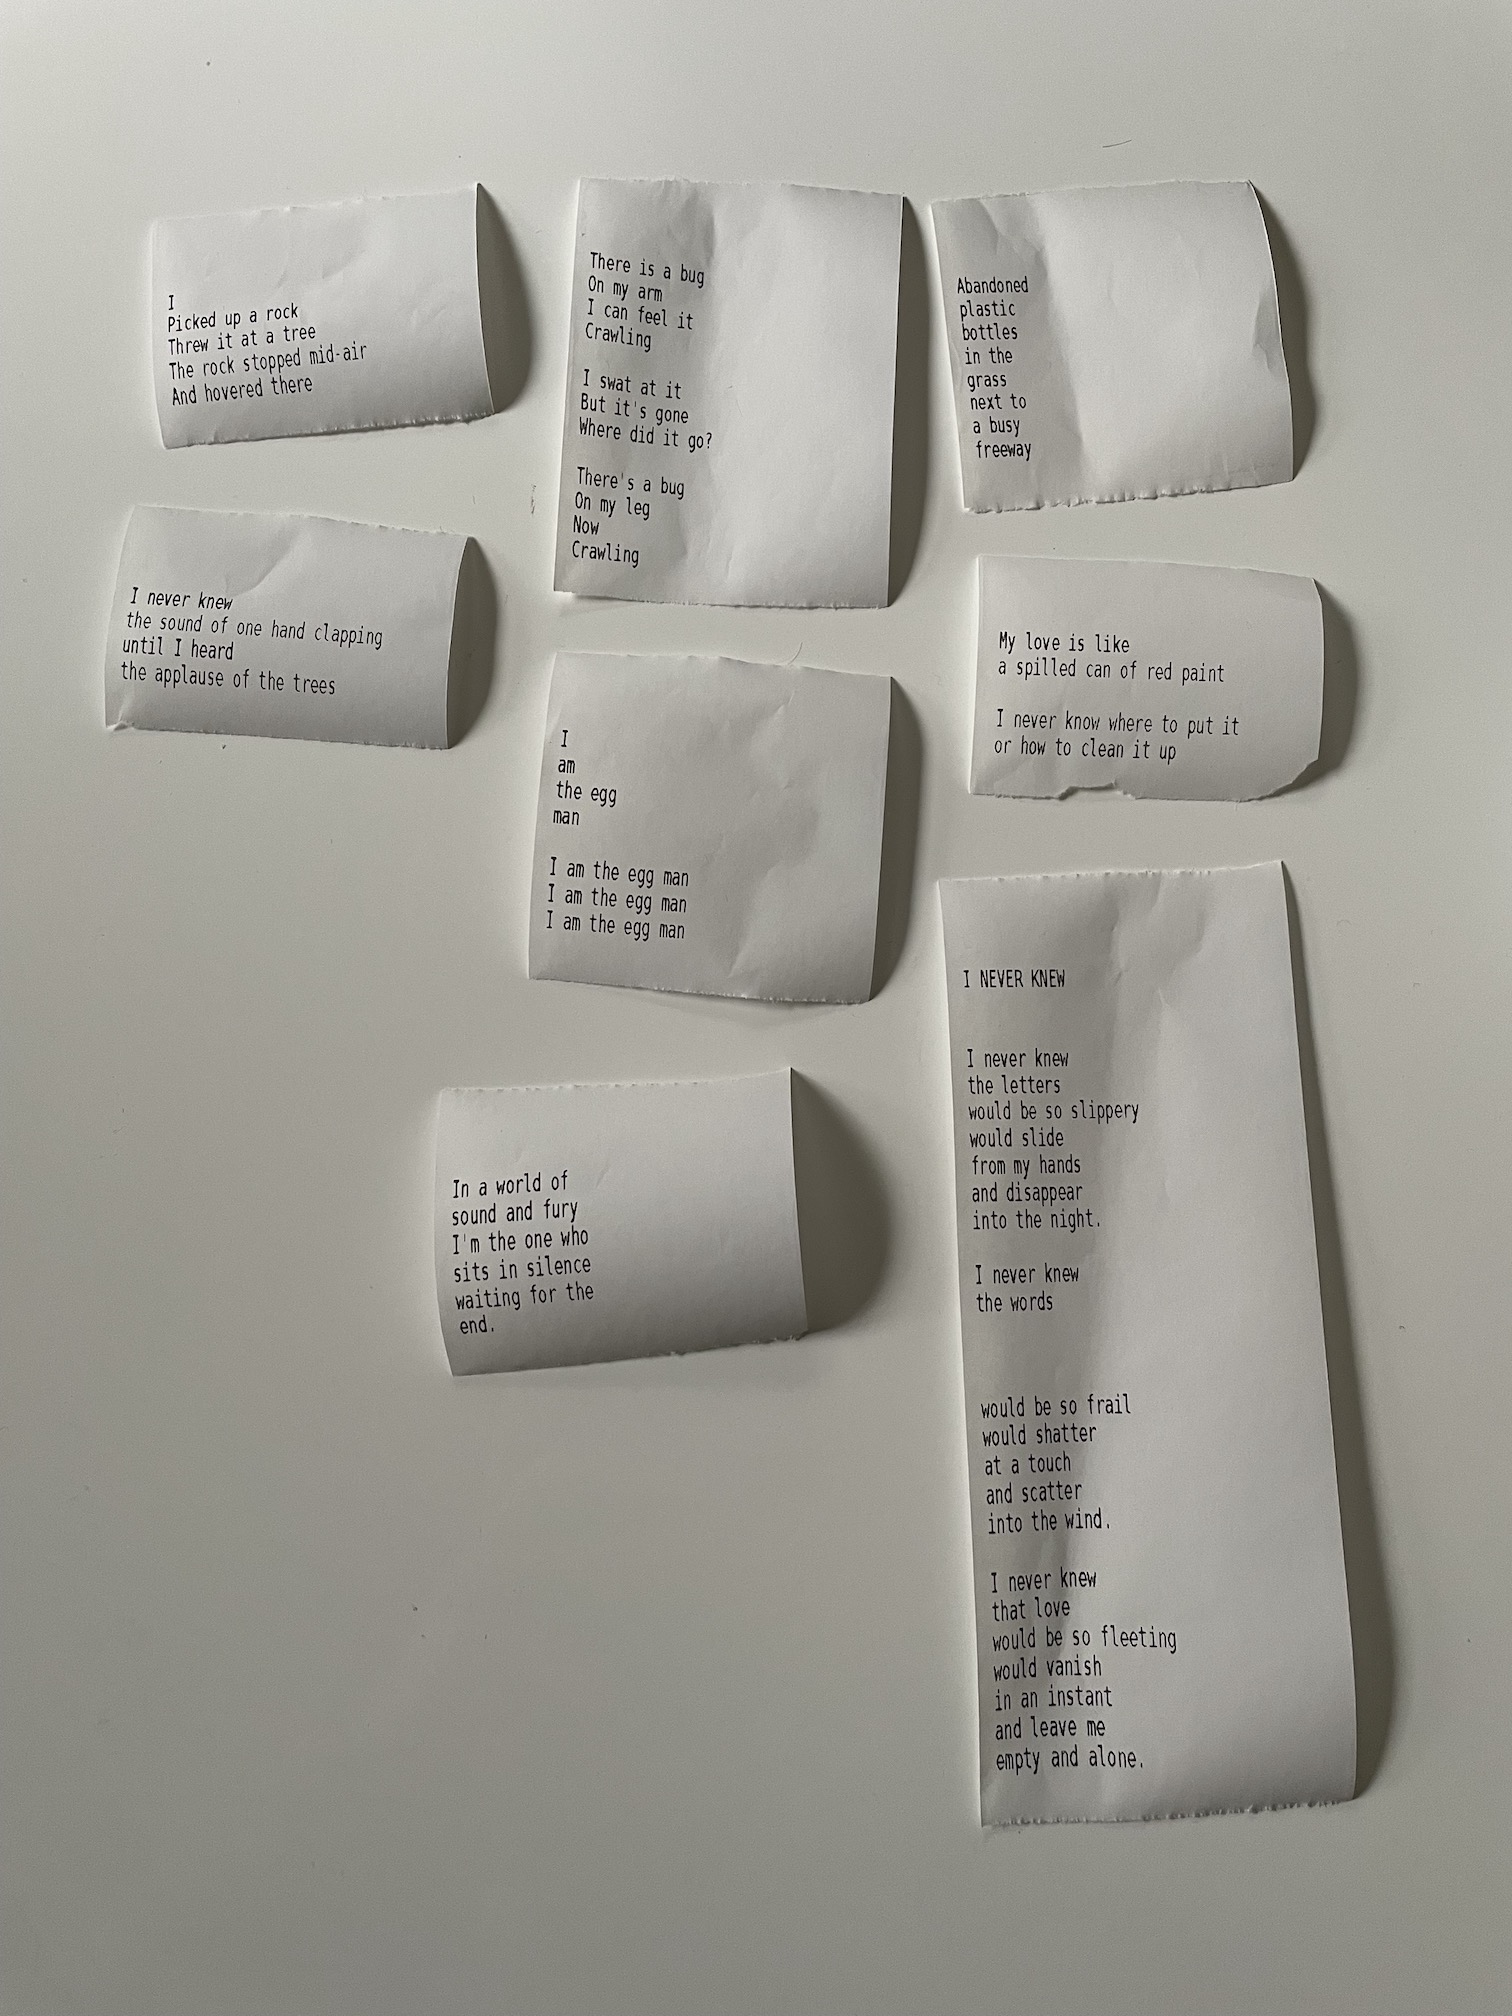 I
Picked up a rock
Threw it at a tree
The rock stopped mid-air
And hovered there

There is a bug
On my arm
I can feel it
Crawling

I swat at it
But it's gone
Where did it go?

There's a bug
On my leg
Now
Crawling

Abandoned
plastic
bottles
in the
grass
next to
a busy
freeway

I never knew
the sound of one hand clapping
until I heard
the applause of the trees

I
am
the egg
man

I am the egg man
I am the egg man
I am the egg man

My love is like
a spilled can of red paint

I never know where to put it
or how to clean it up

In a world of
sound and fury
I'm the one who
sits in silence
waiting for the
end.

I NEVER KNEW

I never knew
the letters
would be so slippery
would slide
from my hands
and disappear
into the night.

I never knew
the words

would be so frail
would shatter
at a touch
and scatter
into the wind.

I never knew
that love
would be so fleeting
would vanish
in an instant
and leave me
empty and alone.